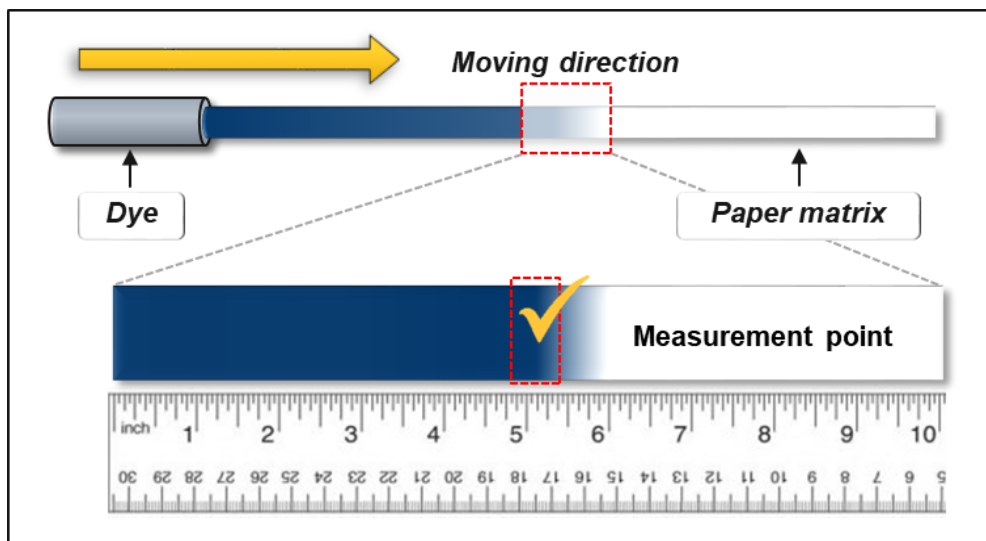 Moving direction
Dye
Paper matrix
Measurement point
inch 1 2 3 4 5 6 7 8 9 10
30 29 28 27 26 25 24 23 22 21 20 19 18 17 16 15 14 13 12 11 10 9 8 7 6 5